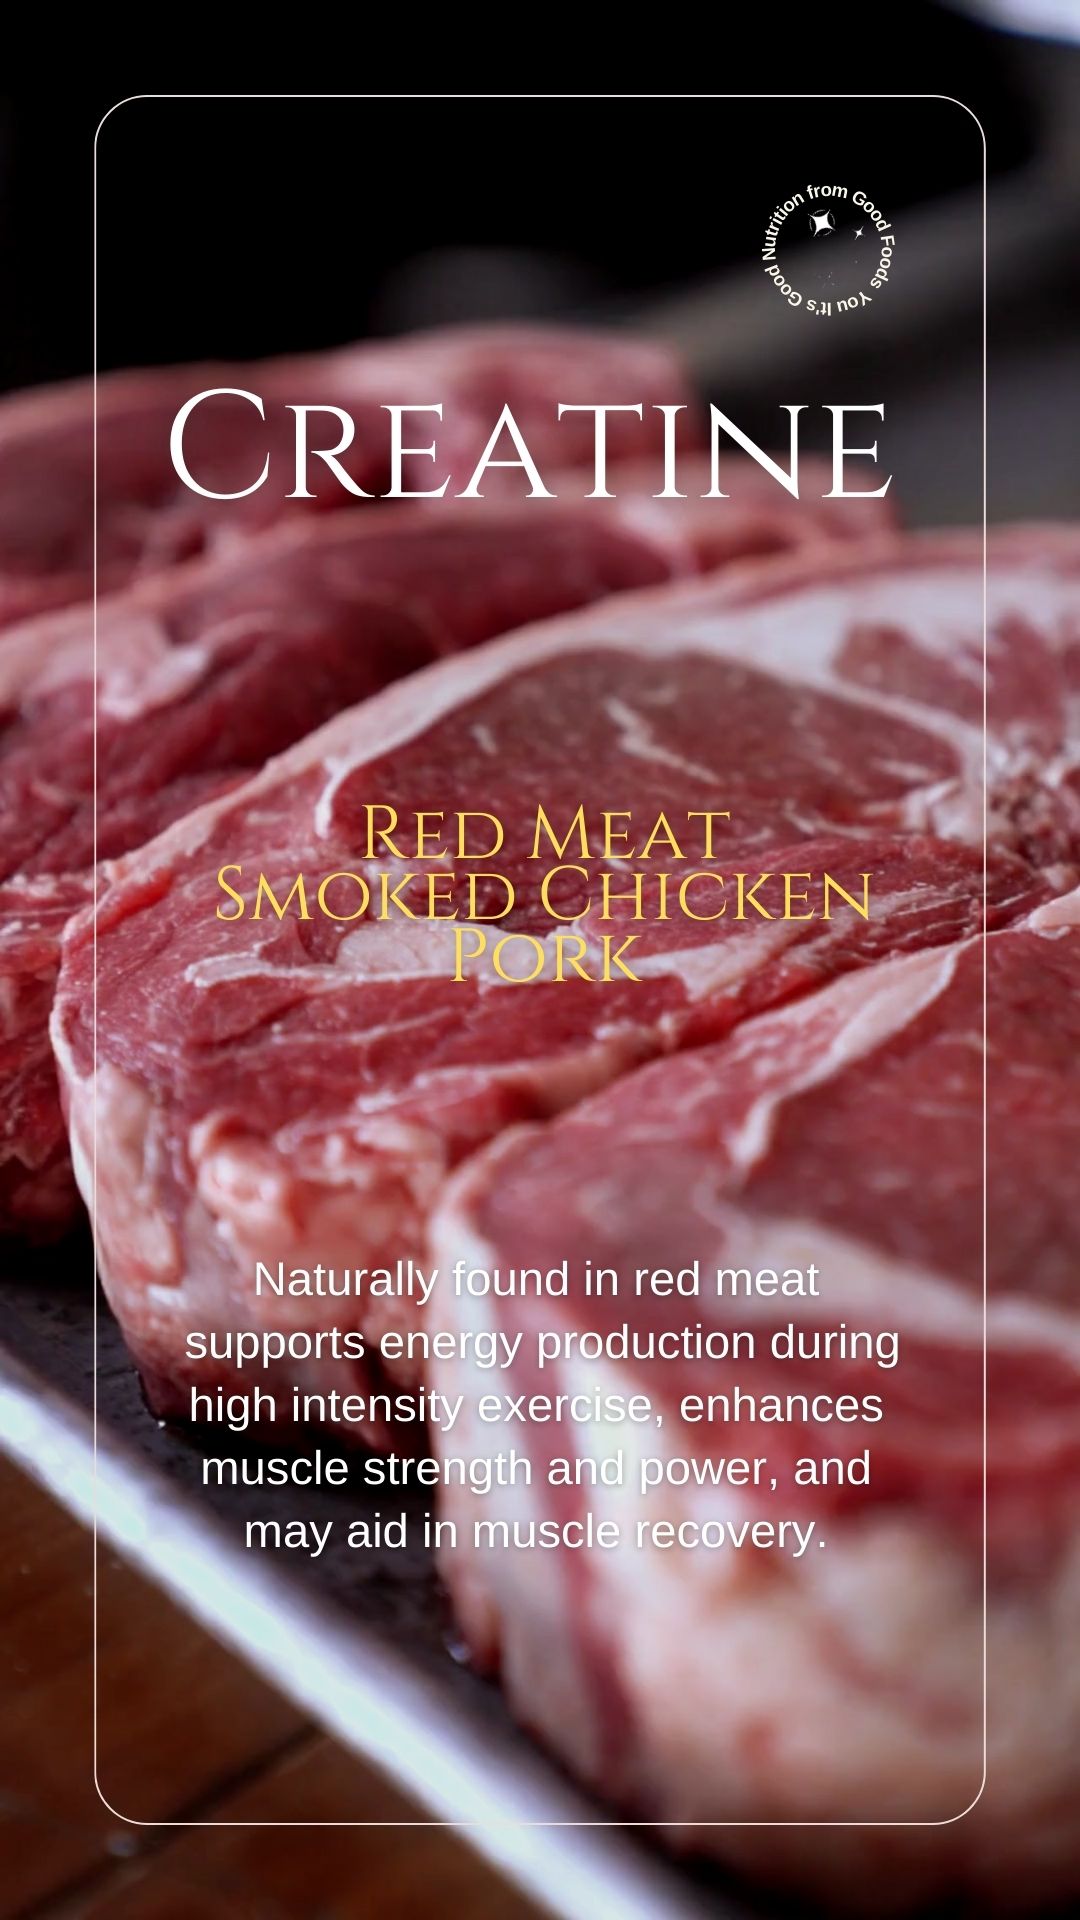 Good Nutrition from Good Foods You It's
Creatine
Red Meat
Smoked Chicken
Pork
Naturally found in red meat
supports energy production during
high intensity exercise, enhances
muscle strength and power, and
may aid in muscle recovery.